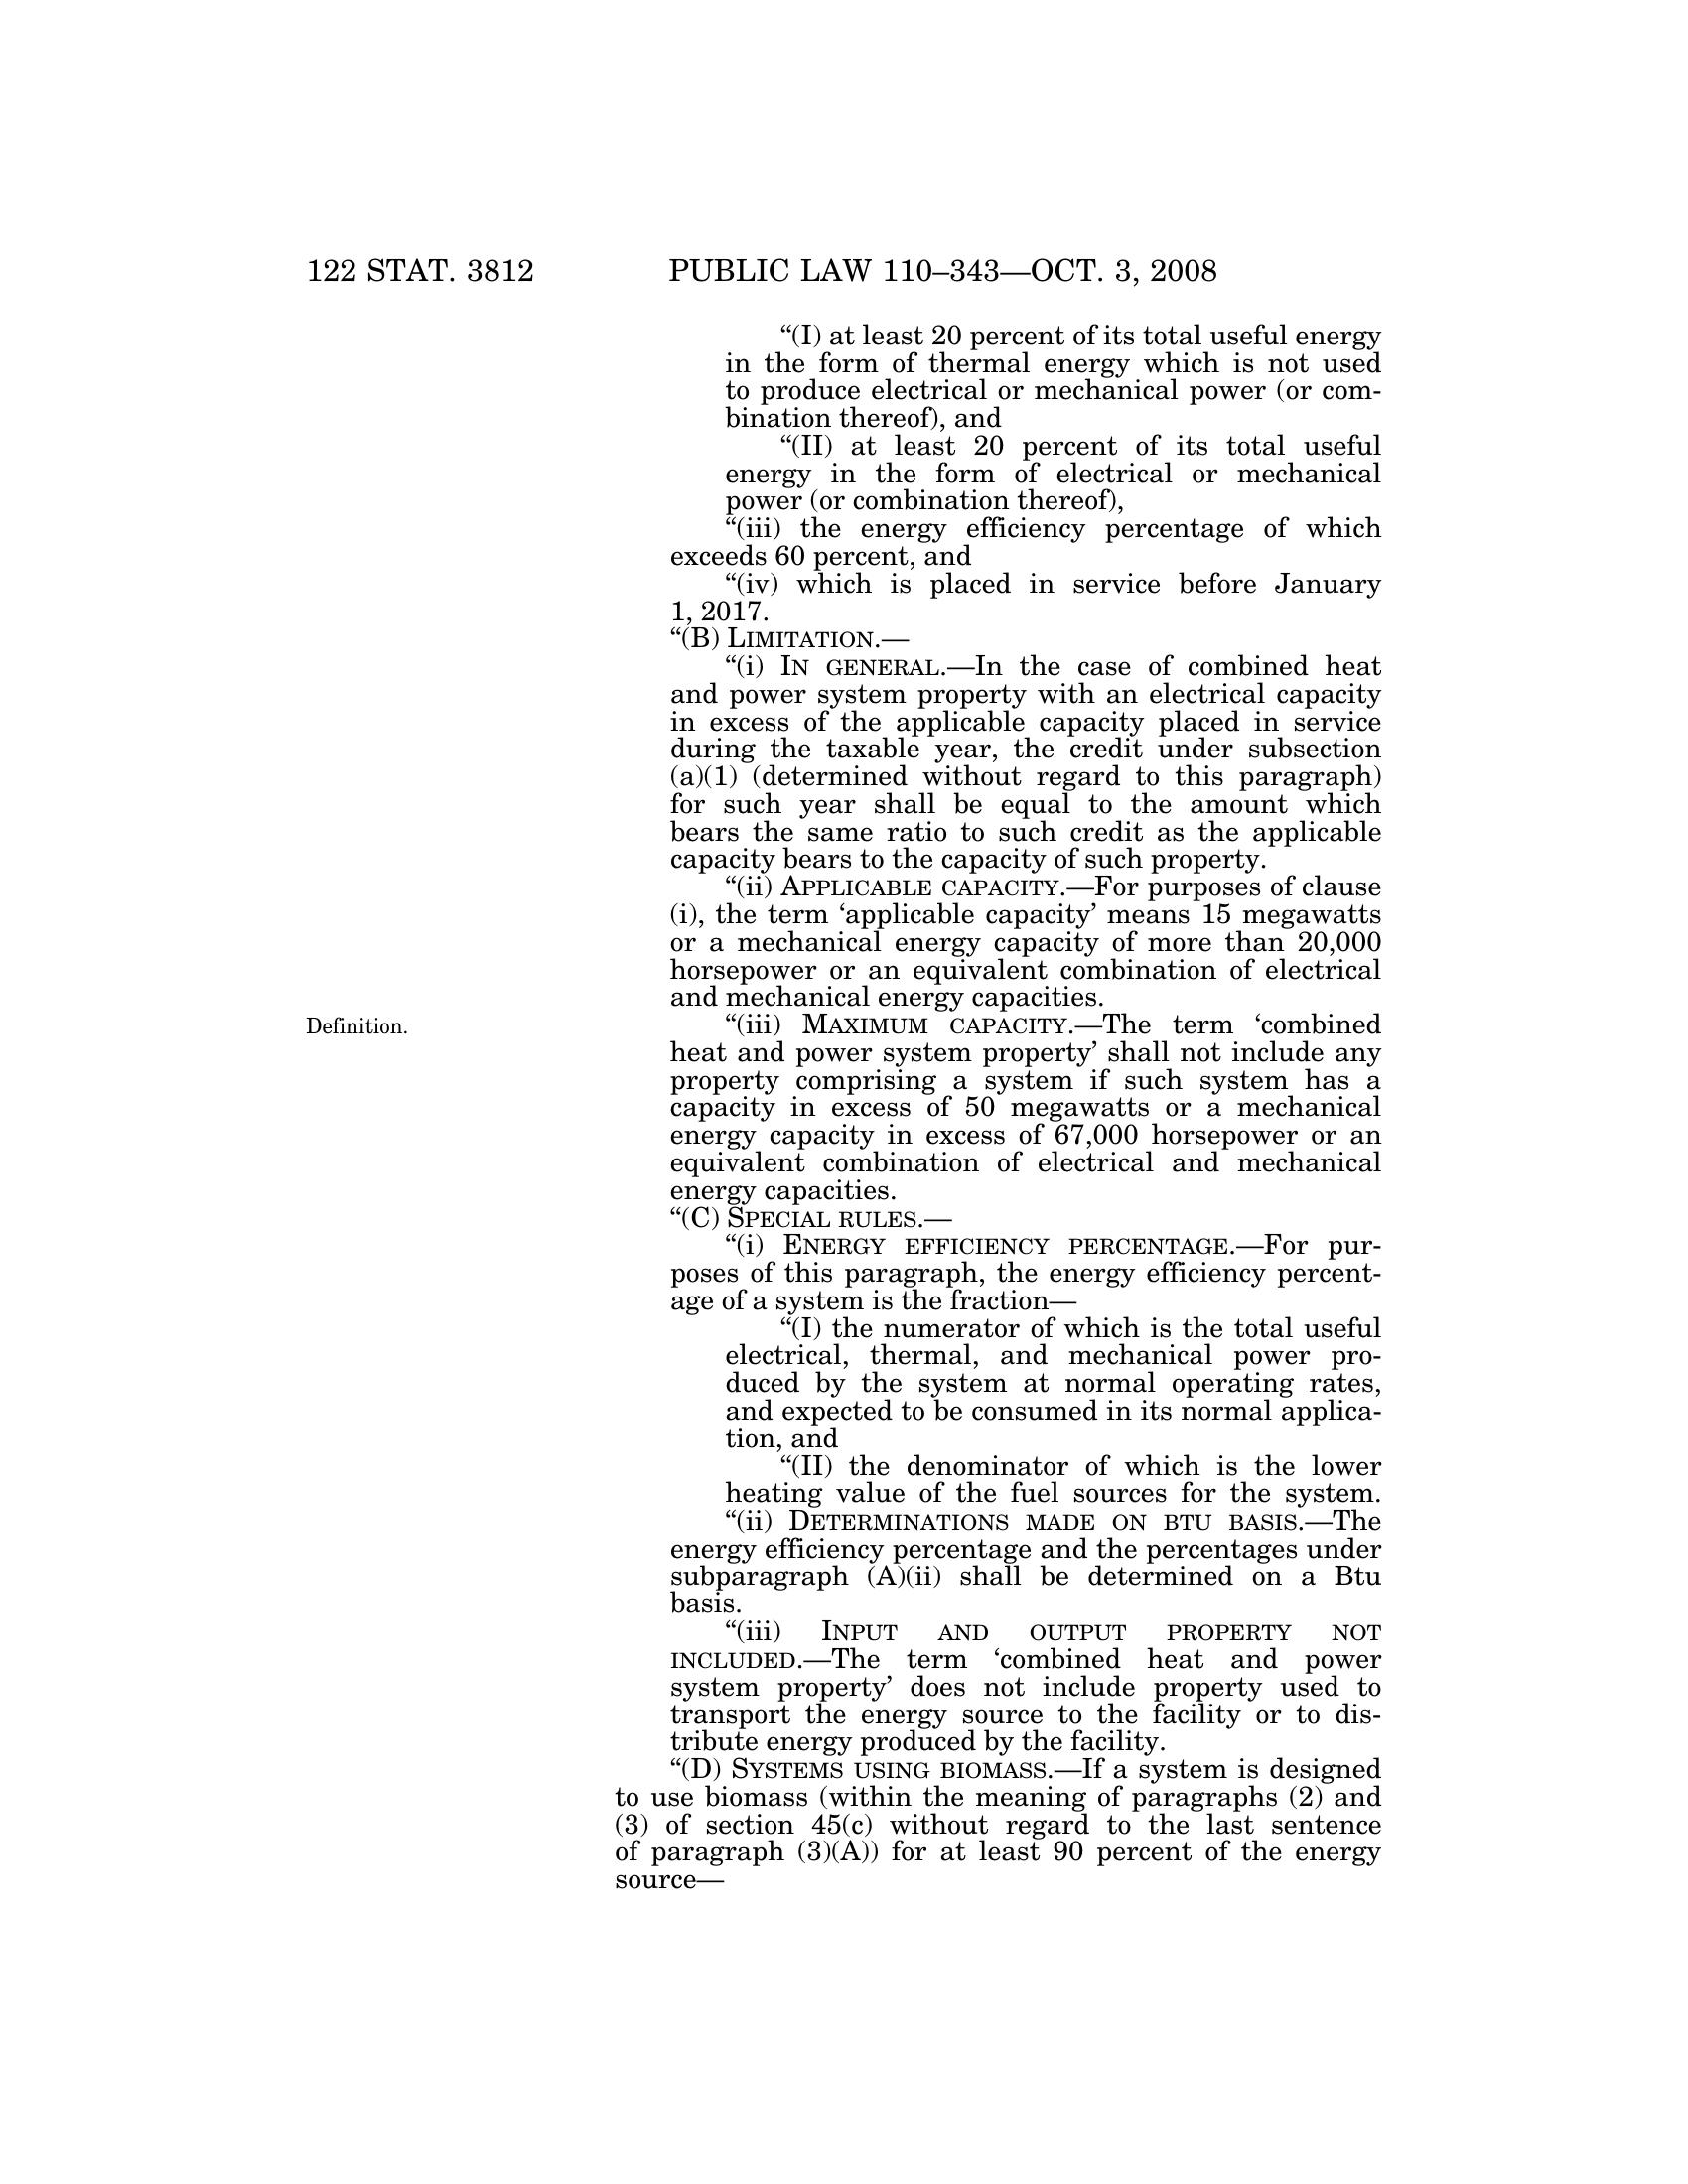 122 STAT. 3812 PUBLIC LAW 110–343—OCT. 3, 2008
“(I) at least 20 percent of its total useful energy
in the form of thermal energy which is not used
to produce electrical or mechanical power (or com-
bination thereof), and
“(II) at least 20 percent of its total useful
energy in the form of electrical or mechanical
power (or combination thereof),
“(iii) the energy efficiency percentage of which
exceeds 60 percent, and
“(iv) which is placed in service before January
1, 2017.
“(B) LIMITATION.—
“(i) IN GENERAL.—In the case of combined heat
and power system property with an electrical capacity
in excess of the applicable capacity placed in service
during the taxable year, the credit under subsection
(a)(1) (determined without regard to this paragraph)
for such year shall be equal to the amount which
bears the same ratio to such credit as the applicable
capacity bears to the capacity of such property.
“(ii) APPLICABLE CAPACITY.—For purposes of clause
(i), the term ‘applicable capacity’ means 15 megawatts
or a mechanical energy capacity of more than 20,000
horsepower or an equivalent combination of electrical
and mechanical energy capacities.
Definition.
“(iii) MAXIMUM CAPACITY.—The term ‘combined
heat and power system property’ shall not include any
property comprising a system if such system has a
capacity in excess of 50 megawatts or a mechanical
energy capacity in excess of 67,000 horsepower or an
equivalent combination of electrical and mechanical
energy capacities.
“(C) SPECIAL RULES.—
“(i) ENERGY EFFICIENCY PERCENTAGE.—For pur-
poses of this paragraph, the energy efficiency percent-
age of a system is the fraction—
“(I) the numerator of which is the total useful
electrical, thermal, and mechanical power pro-
duced by the system at normal operating rates,
and expected to be consumed in its normal applica-
tion, and
“(II) the denominator of which is the lower
heating value of the fuel sources for the system.
“(ii) DETERMINATIONS MADE ON BTU BASIS.—The
energy efficiency percentage and the percentages under
subparagraph (A)(ii) shall be determined on a Btu
basis.
“(iii) INPUT AND OUTPUT PROPERTY NOT
INCLUDED.—The term ‘combined heat and power
system property’ does not include property used to
transport the energy source to the facility or to dis-
tribute energy produced by the facility.
“(D) SYSTEMS USING BIOMASS.—If a system is designed
to use biomass (within the meaning of paragraphs (2) and
(3) of section 45(c) without regard to the last sentence
of paragraph (3)(A)) for at least 90 percent of the energy
source—